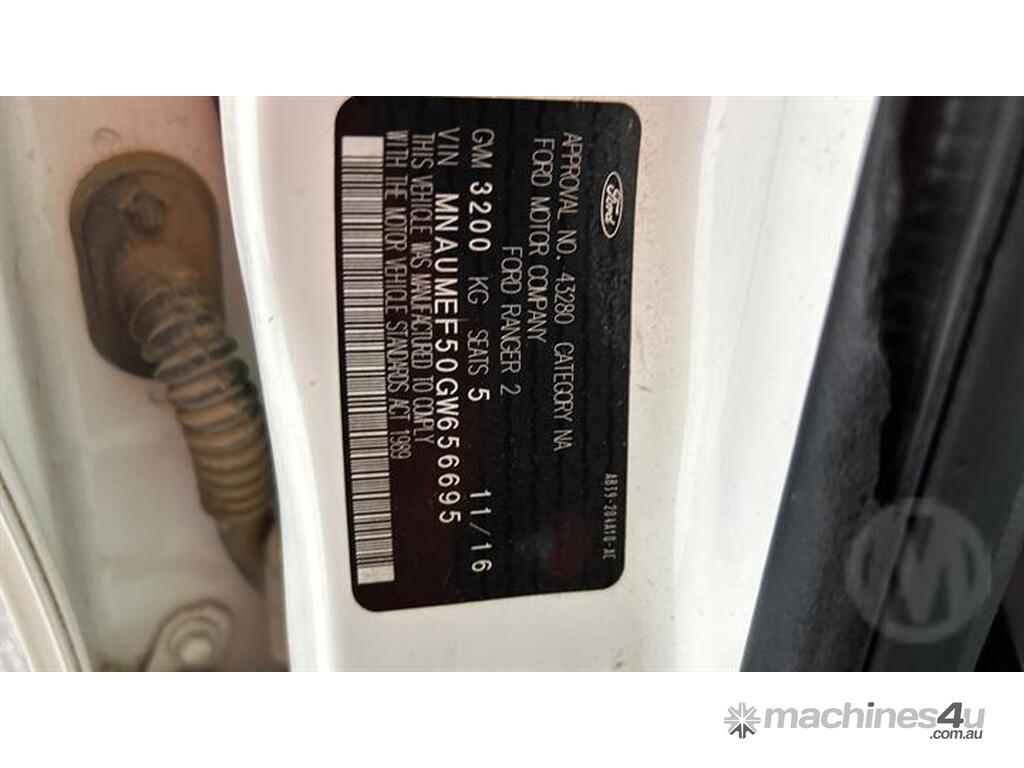 Ford
AB39-204A10-AE
APPROVAL NO. 43280 CATEGORY NA
FORD MOTOR COMPANY
FORD RANGER 2
GVM 3200 KG SEATS 5 11/16
VIN MNAUMEF50GW656695
THIS VEHICLE WAS MANUFACTURED TO COMPLY
WITH THE MOTOR VEHICLE STANDARDS ACT 1989
M
machines4u
.com.au